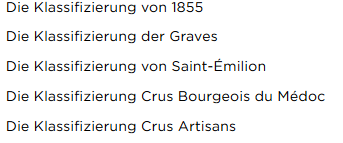 Die Klassifizierung von 1855
Die Klassifizierung der Graves
Die Klassifizierung von Saint-Émilion
Die Klassifizierung Crus Bourgeois du Médoc
Die Klassifizierung Crus Artisans